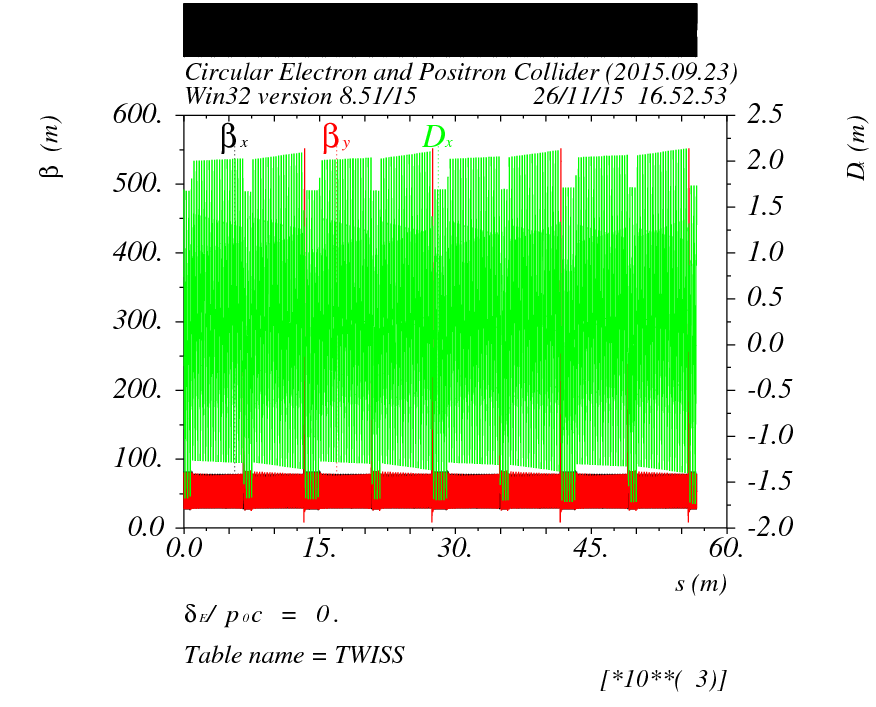 Circular Electron and Positron Collider (2015.09.23)
Win32 version 8.51/15 26/11/15 16.52.53
600. 2.5
βx βy Dx
β (m) Dx (m)
2.0
500.
1.5
400. 1.0
0.5
300.
0.0
200. -0.5
-1.0
100.
-1.5
0.0 -2.0
0.0 15. 30. 45. 60.
s (m)
δE/ p0c = 0.
Table name = TWISS
[*10**( 3)]